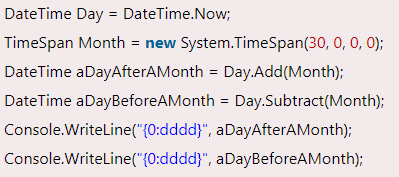 DateTime Day = DateTime.Now;
TimeSpan Month = new System.TimeSpan(30, 0, 0, 0);
DateTime aDayAfterAMonth = Day.Add(Month);
DateTime aDayBeforeAMonth = Day.Subtract(Month);
Console.WriteLine("{0:dddd}", aDayAfterAMonth);
Console.WriteLine("{0:dddd}", aDayBeforeAMonth);